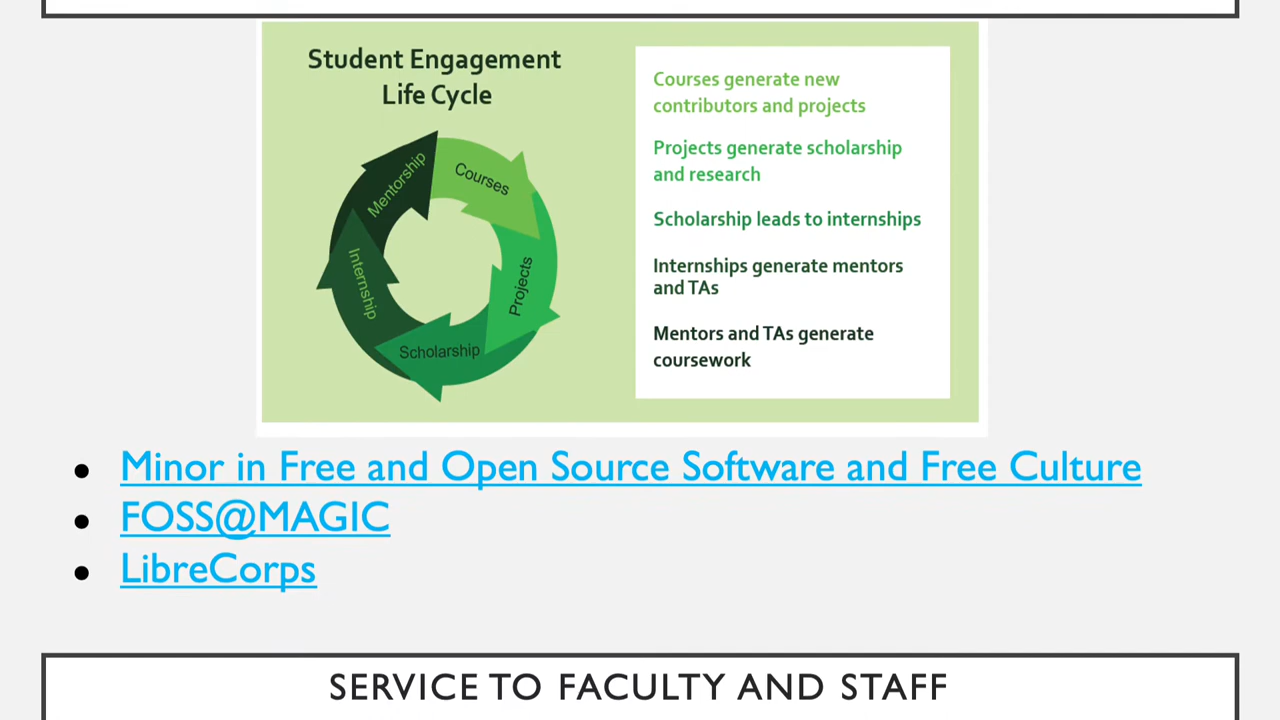 Student Engagement
Life Cycle
Mentorship
Courses
Projects
Scholarship
Internship
Courses generate new
contributors and projects
Projects generate scholarship
and research
Scholarship leads to internships
Internships generate mentors
and TAs
Mentors and TAs generate
coursework
Minor in Free and Open Source Software and Free Culture
FOSS@MAGIC
LibreCorps
SERVICE TO FACULTY AND STAFF